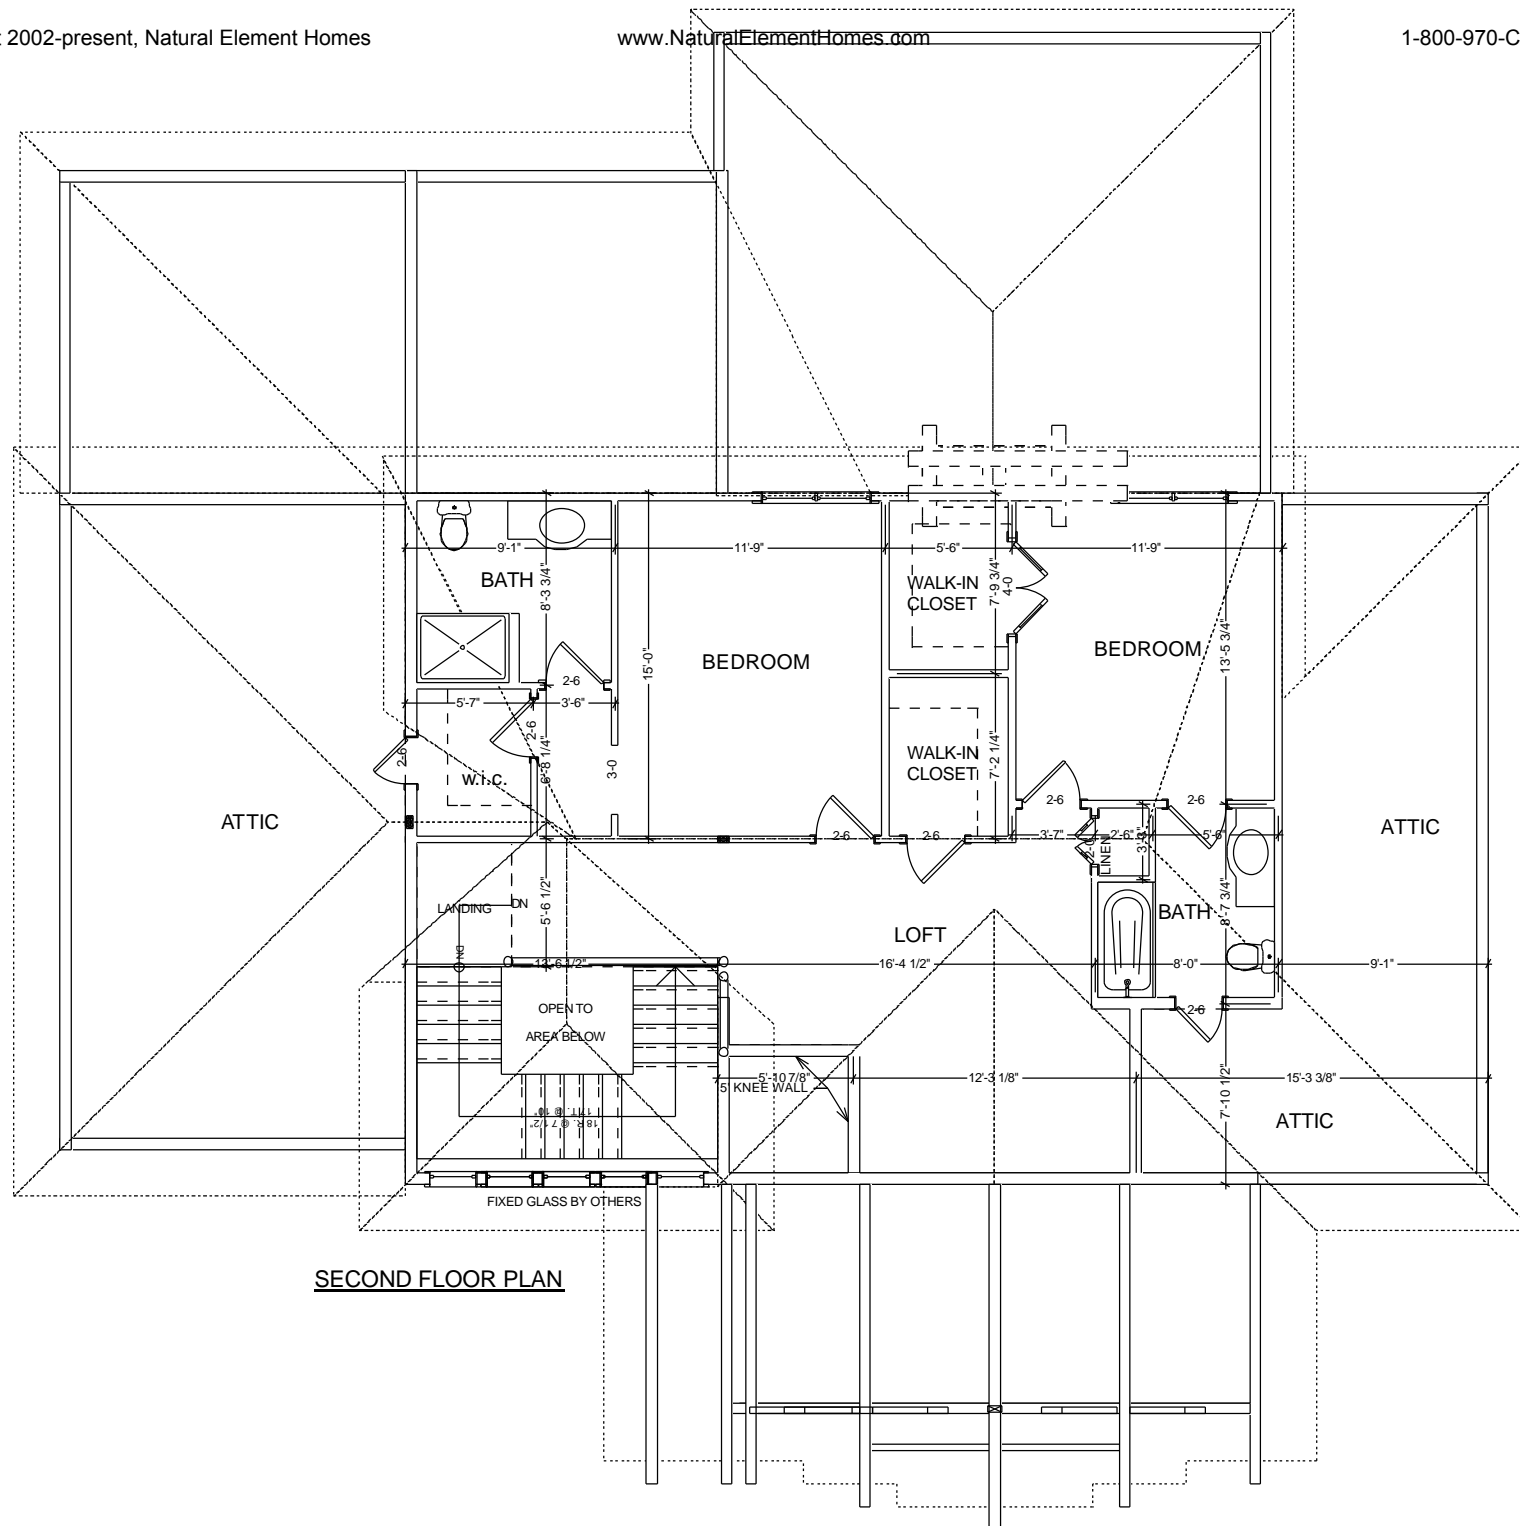 t 2002-present, Natural Element Homes
www.NaturalElementHomes.com
1-800-970-C
9'-1"
11'-9"
5'-6"
11'-9"
BATH
8'-3 3/4"
WALK-IN
CLOSET
7'-9 3/4"
4-0
15'-0"
BEDROOM
BEDROOM
13'-5 3/4"
2-6
5'-7"
3'-6"
2-6
2-6
W.I.C.
6'-8 1/4"
3-0
WALK-IN
CLOSET
7'-2 1/4"
2-6
2-6
ATTIC
2-6
2-6
3'-7"
2'-6"
5'-6"
ATTIC
2-0
LINEN
3'-3"
LANDING
DN
5'-6 1/2"
DN
LOFT
BATH
8'-7 3/4"
13'-6 1/2"
16'-4 1/2"
8'-0"
9'-1"
OPEN TO
AREA BELOW
2-6
5'-10 7/8"
12'-3 1/8"
15'-3 3/8"
5' KNEE WALL
7'-10 1/2"
18 R. @ 7 1/2"
17 T. @ 10"
ATTIC
FIXED GLASS BY OTHERS
SECOND FLOOR PLAN